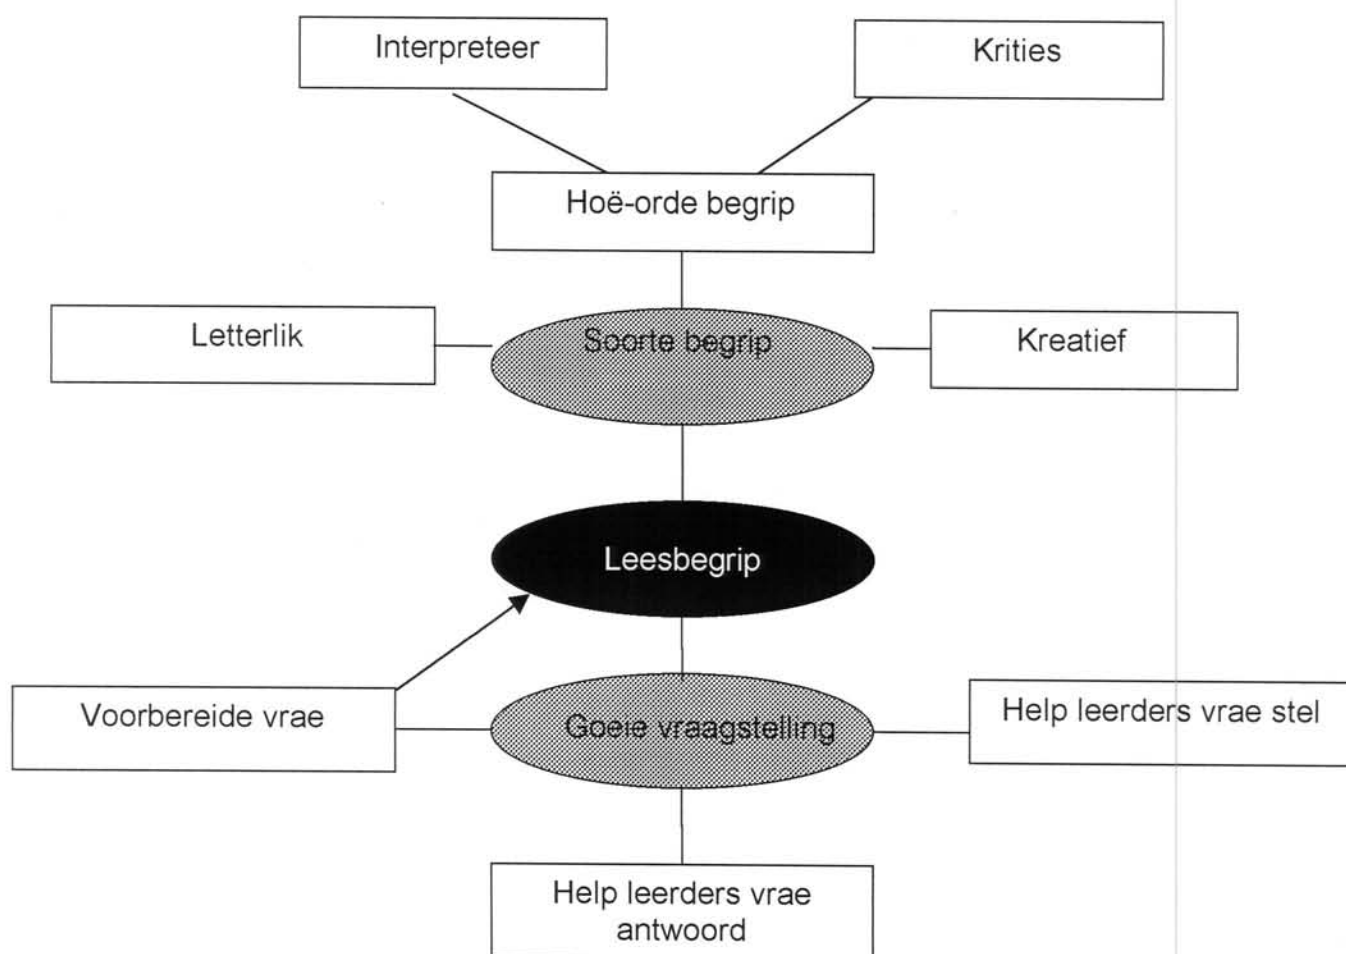 Interpreteer
Krities
Hoë-orde begrip
Letterlik
Soorte begrip
Kreatief
Leesbegrip
Voorbereide vrae
Goeie vraagstelling
Help leerders vrae stel
Help leerders vrae
antwoord